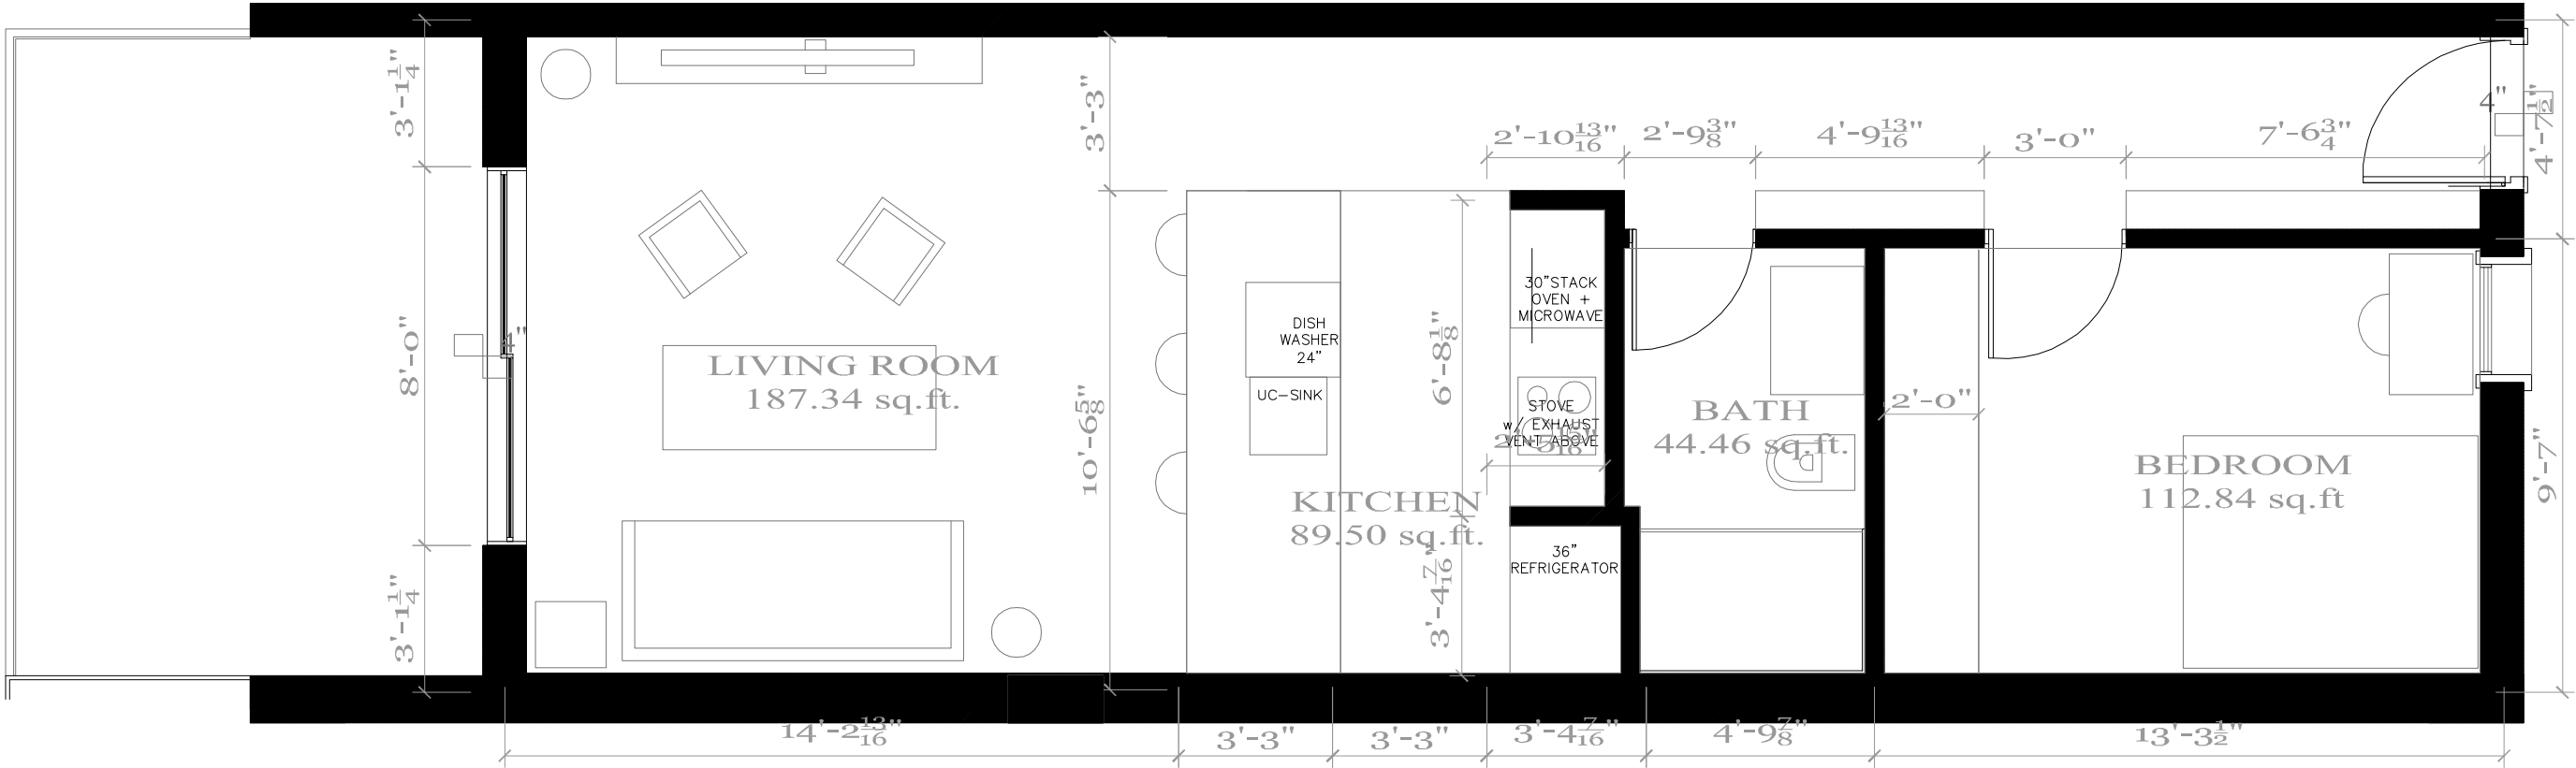 3'-1 1/4"
3'-3"
2'-10 13/16"
2'-9 3/8"
4'-9 13/16"
3'-0"
7'-6 3/4"
4"
4'-7 1/2"
8'-0"
4"
LIVING ROOM
187.34 sq.ft.
10'-6 5/8"
DISH
WASHER
24"
UC-SINK
KITCHEN
89.50 sq.ft.
6'-8 1/8"
30"STACK
OVEN +
MICROWAVE
STOVE
w/ EXHAUST
VENT ABOVE
36"
REFRIGERATOR
3'-4 7/16"
BATH
44.46 sq.ft.
2'-0"
BEDROOM
112.84 sq.ft
9'-7"
3'-1 1/4"
14'-2 13/16"
3'-3"
3'-3"
3'-4 7/16"
4'-9 7/8"
13'-3 1/2"